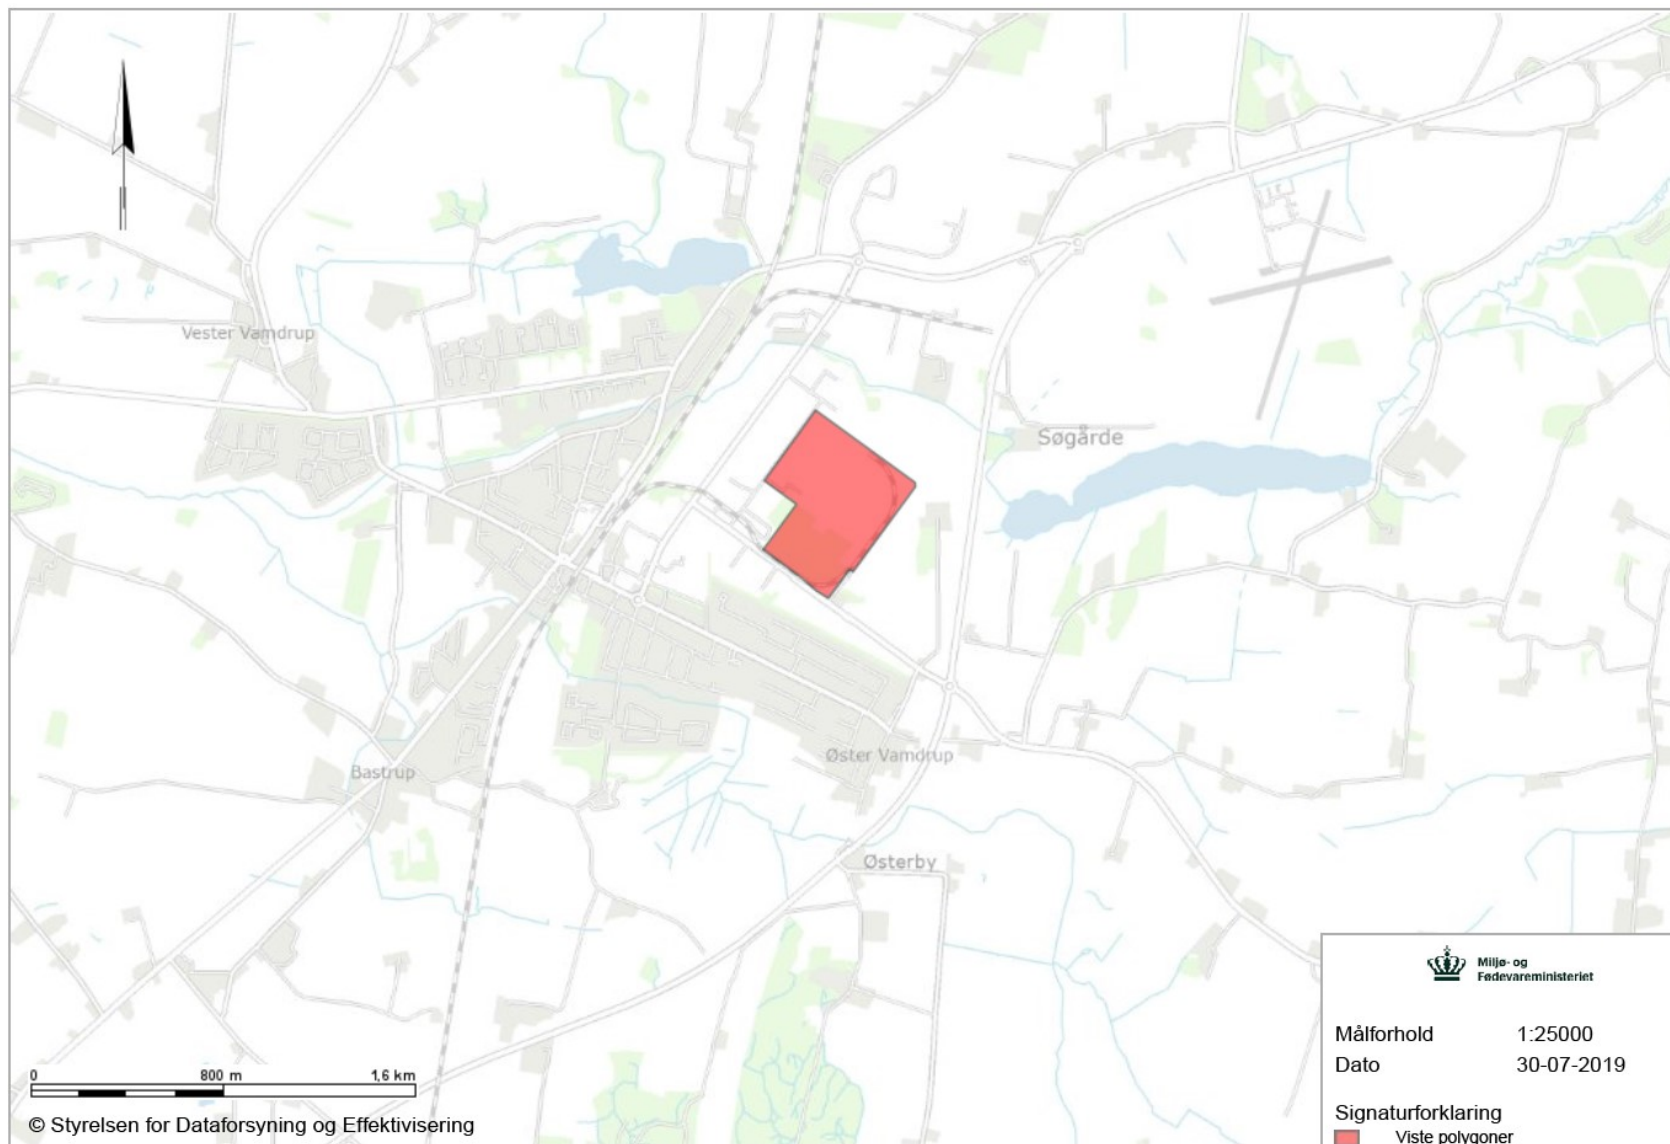 Vester Vamdrup
Søgårde
Øster Vamdrup
Bastrup
Østerby
Miljø- og
Fødevareministeriet
Målforhold 1:25000
Dato 30-07-2019
Signaturforklaring
Viste polygoner
0 800 m 1,6 km
© Styrelsen for Dataforsyning og Effektivisering